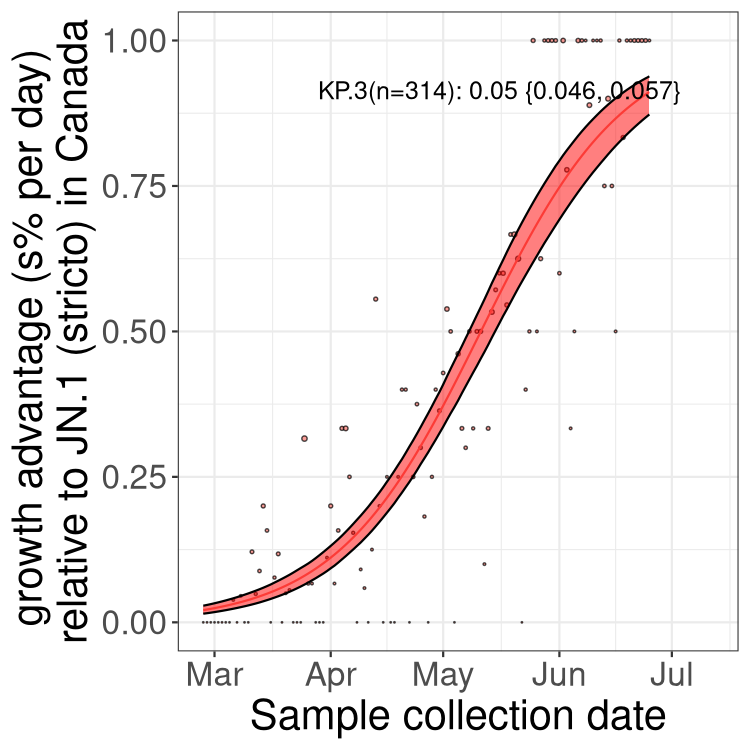 growth advantage (s% per day)
relative to JN.1 (stricto) in Canada
1.00
0.75
0.50
0.25
0.00
KP.3(n=314): 0.05 {0.046, 0.057}
Mar Apr May Jun Jul
Sample collection date